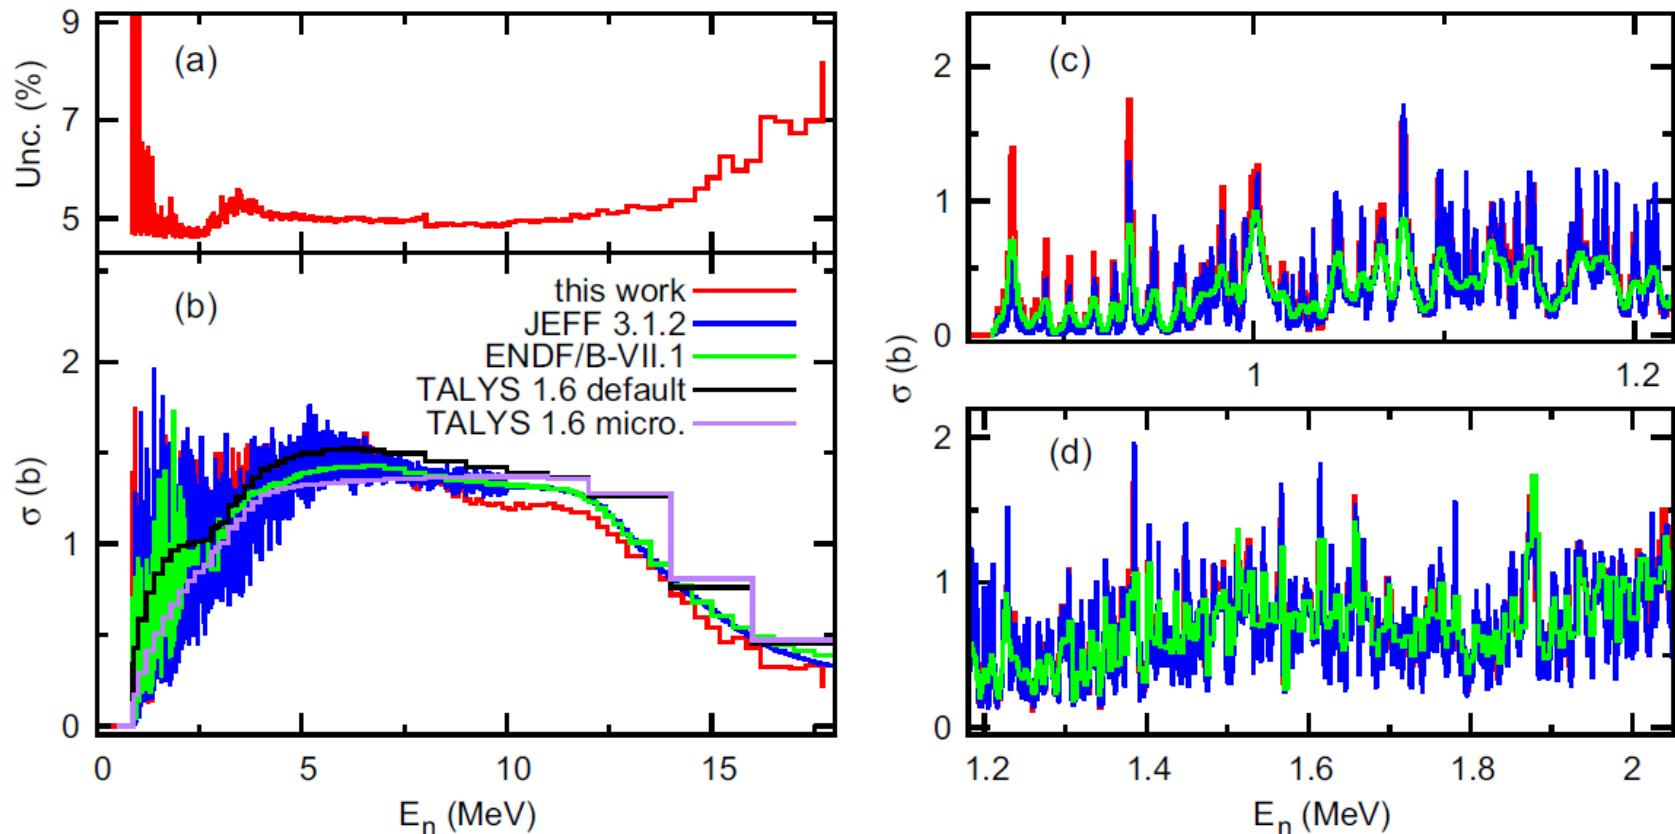 (a)
Unc. (%)
9
7
5
(b)
this work
JEFF 3.1.2
ENDF/B-VII.1
TALYS 1.6 default
TALYS 1.6 micro.
σ (b)
2
1
0
0 5 10 15
Eₙ (MeV)
(c)
2
1
0
1 1.2
σ (b)
(d)
2
1
0
1.2 1.4 1.6 1.8 2
Eₙ (MeV)